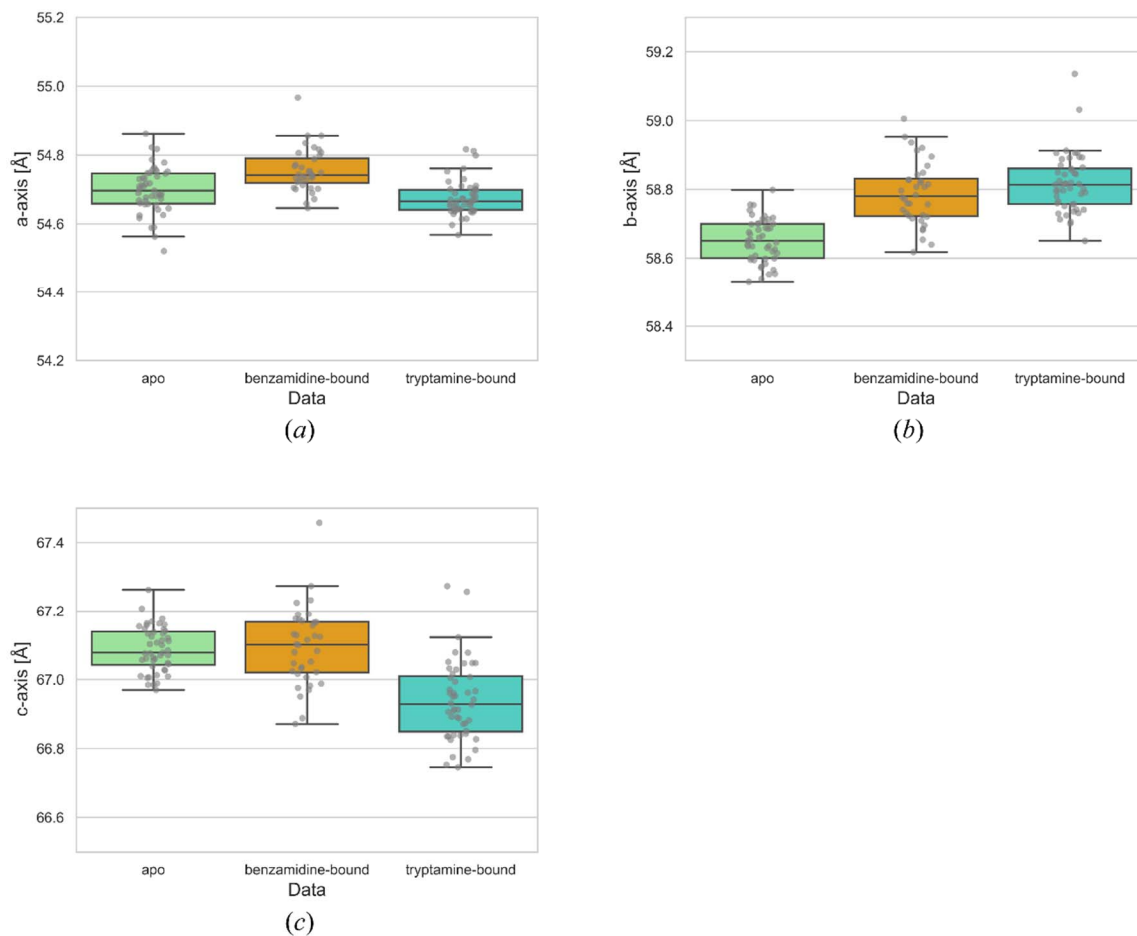 55.2
55.0
54.8
54.6
54.4
54.2
a-axis [Å]
apo benzamidine-bound tryptamine-bound
Data
(a)
59.2
59.0
58.8
58.6
58.4
b-axis [Å]
apo benzamidine-bound tryptamine-bound
Data
(b)
67.4
67.2
67.0
66.8
66.6
c-axis [Å]
apo benzamidine-bound tryptamine-bound
Data
(c)